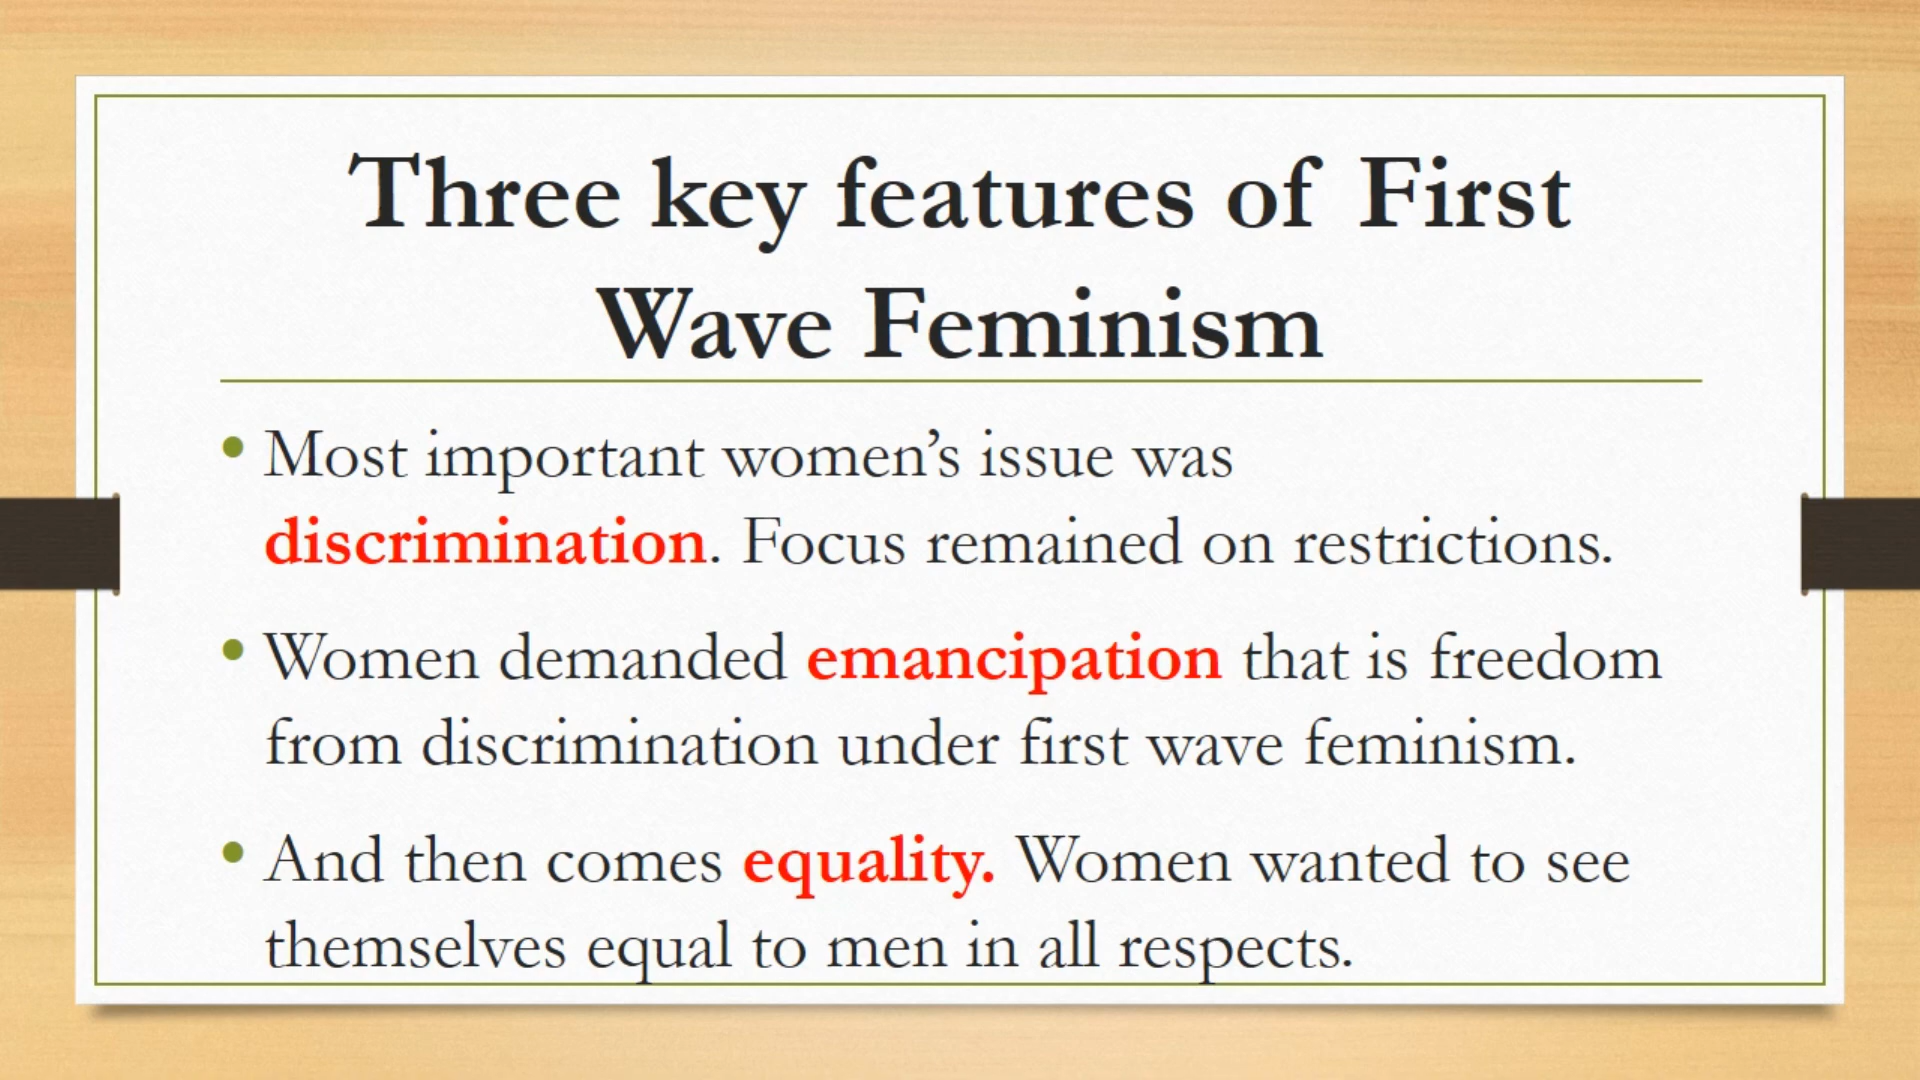 Three key features of First
Wave Feminism
• Most important women’s issue was
discrimination. Focus remained on restrictions.
• Women demanded emancipation that is freedom
from discrimination under first wave feminism.
• And then comes equality. Women wanted to see
themselves equal to men in all respects.